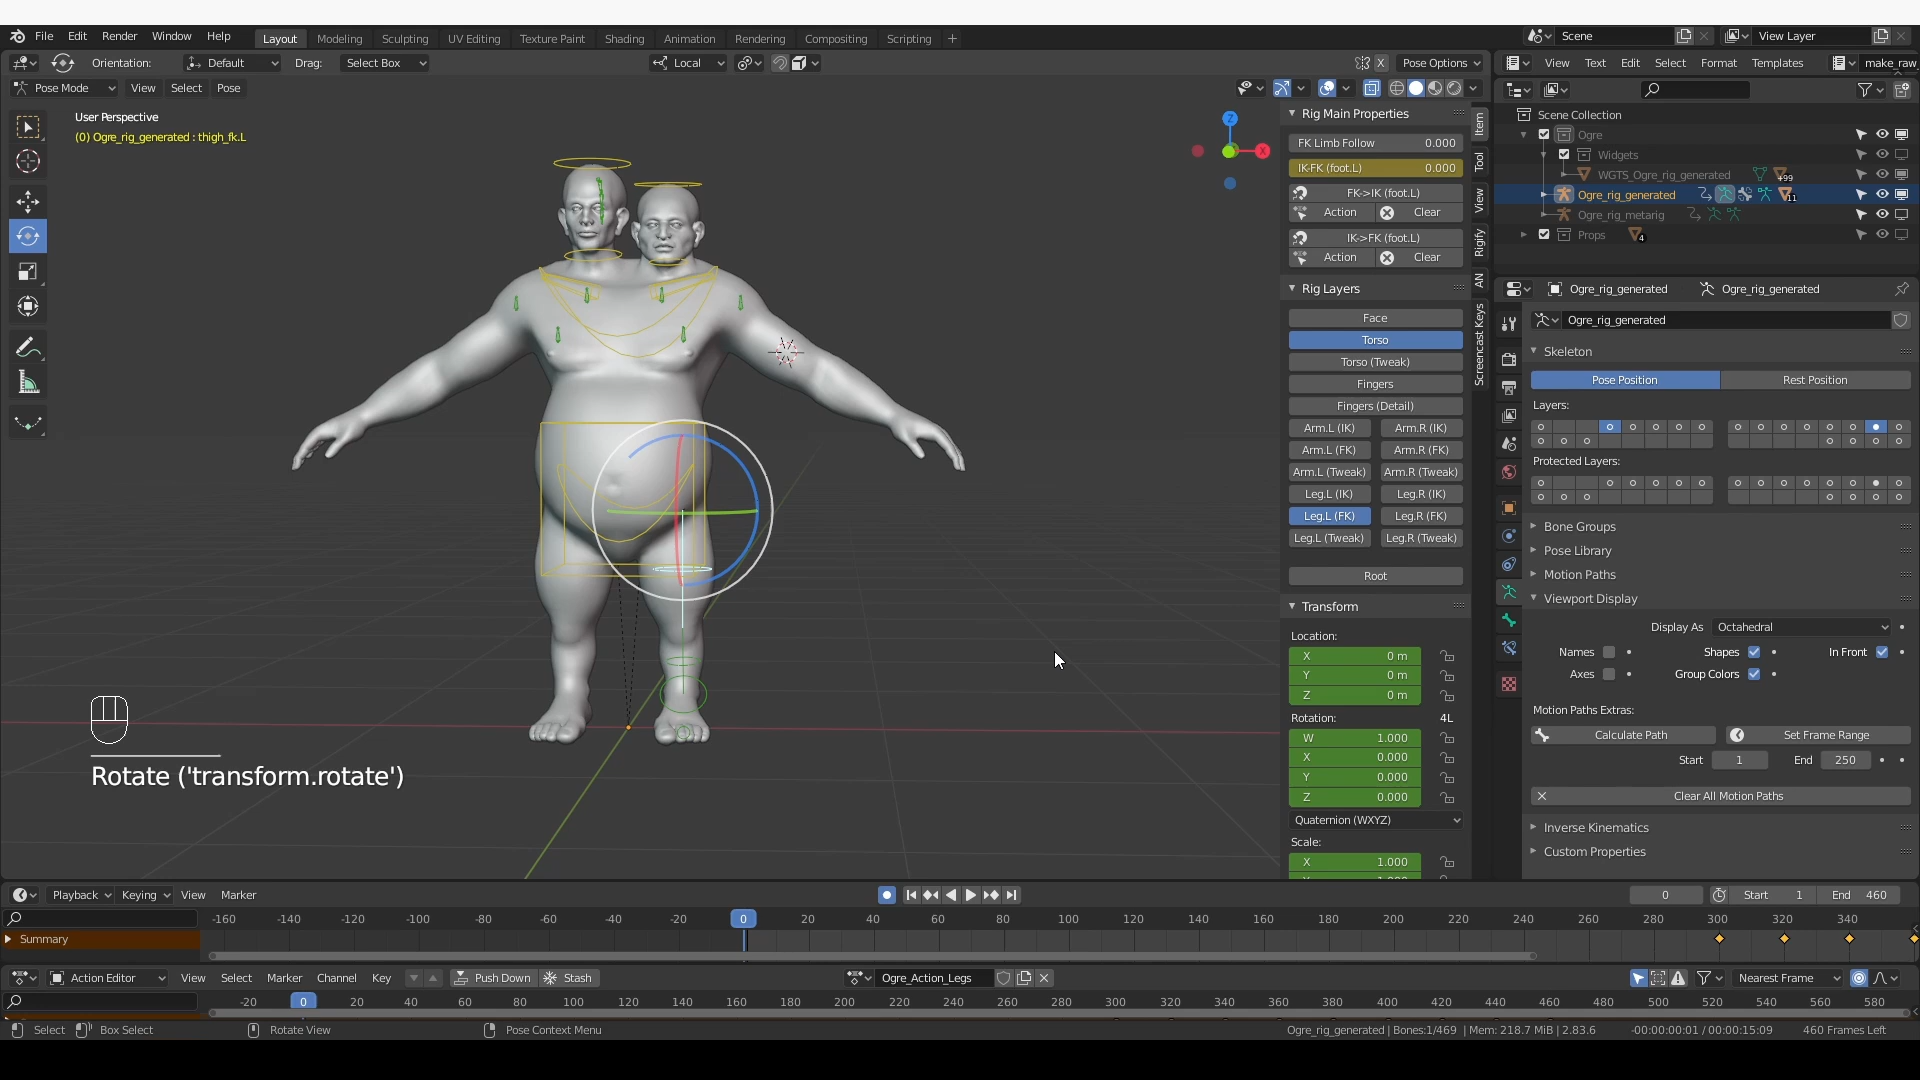 File Edit Render Window Help Layout Modeling Sculpting UV Editing Texture Paint Shading Animation Rendering Compositing Scripting + Scene View Layer
Orientation: Default Drag: Select Box Local X Pose Options View Text Edit Select Format Templates make_raw
Pose Mode View Select Pose
User Perspective
(0) Ogre_rig_generated : thigh_fk.L
Z
X
Rotate ('transform.rotate')
Rig Main Properties
FK Limb Follow 0.000
IK-FK (foot.L) 0.000
FK->IK (foot.L)
Action Clear
IK->FK (foot.L)
Action Clear
Rig Layers
Face
Torso
Torso (Tweak)
Fingers
Fingers (Detail)
Arm.L (IK) Arm.R (IK)
Arm.L (FK) Arm.R (FK)
Arm.L (Tweak) Arm.R (Tweak)
Leg.L (IK) Leg.R (IK)
Leg.L (FK) Leg.R (FK)
Leg.L (Tweak) Leg.R (Tweak)
Root
Transform
Location:
X 0 m
Y 0 m
Z 0 m
Rotation: 4L
W 1.000
X 0.000
Y 0.000
Z 0.000
Quaternion (WXYZ)
Scale:
X 1.000
Item
Tool
View
Rigify
AN
Screencast Keys
Scene Collection
Ogre
Widgets
WGTS_Ogre_rig_generated +99
Ogre_rig_generated 11
Ogre_rig_metarig
Props 4
Ogre_rig_generated Ogre_rig_generated
Ogre_rig_generated
Skeleton
Pose Position Rest Position
Layers:
Protected Layers:
Bone Groups
Pose Library
Motion Paths
Viewport Display
Display As Octahedral
Names Shapes In Front
Axes Group Colors
Motion Paths Extras:
Calculate Path Set Frame Range
Start 1 End 250
Clear All Motion Paths
Inverse Kinematics
Custom Properties
Playback Keying View Marker 0 Start 1 End 460
-160 -140 -120 -100 -80 -60 -40 -20 0 20 40 60 80 100 120 140 160 180 200 220 240 260 280 300 320 340
Summary
Action Editor View Select Marker Channel Key Push Down Stash Ogre_Action_Legs Nearest Frame
-20 0 20 40 60 80 100 120 140 160 180 200 220 240 260 280 300 320 340 360 380 400 420 440 460 480 500 520 540 560 580
Select Box Select Rotate View Pose Context Menu Ogre_rig_generated | Bones:1/469 | Mem: 218.7 MiB | 2.83.6 -00:00:00:01 / 00:00:15:09 460 Frames Left